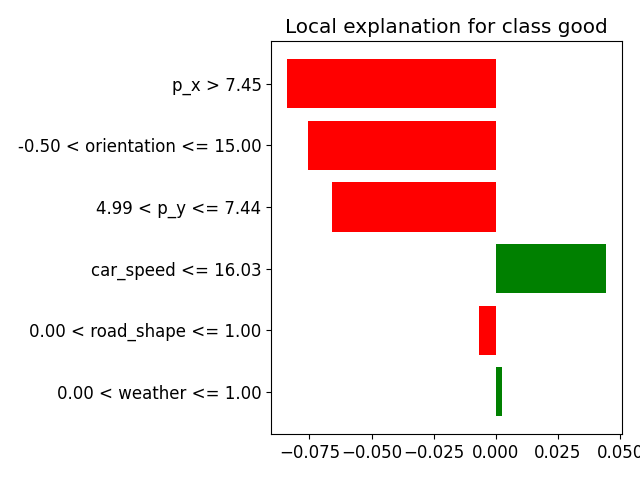 Local explanation for class good
p_x > 7.45
-0.50 < orientation <= 15.00
4.99 < p_y <= 7.44
car_speed <= 16.03
0.00 < road_shape <= 1.00
0.00 < weather <= 1.00
−0.075 −0.050 −0.025 0.000 0.025 0.050